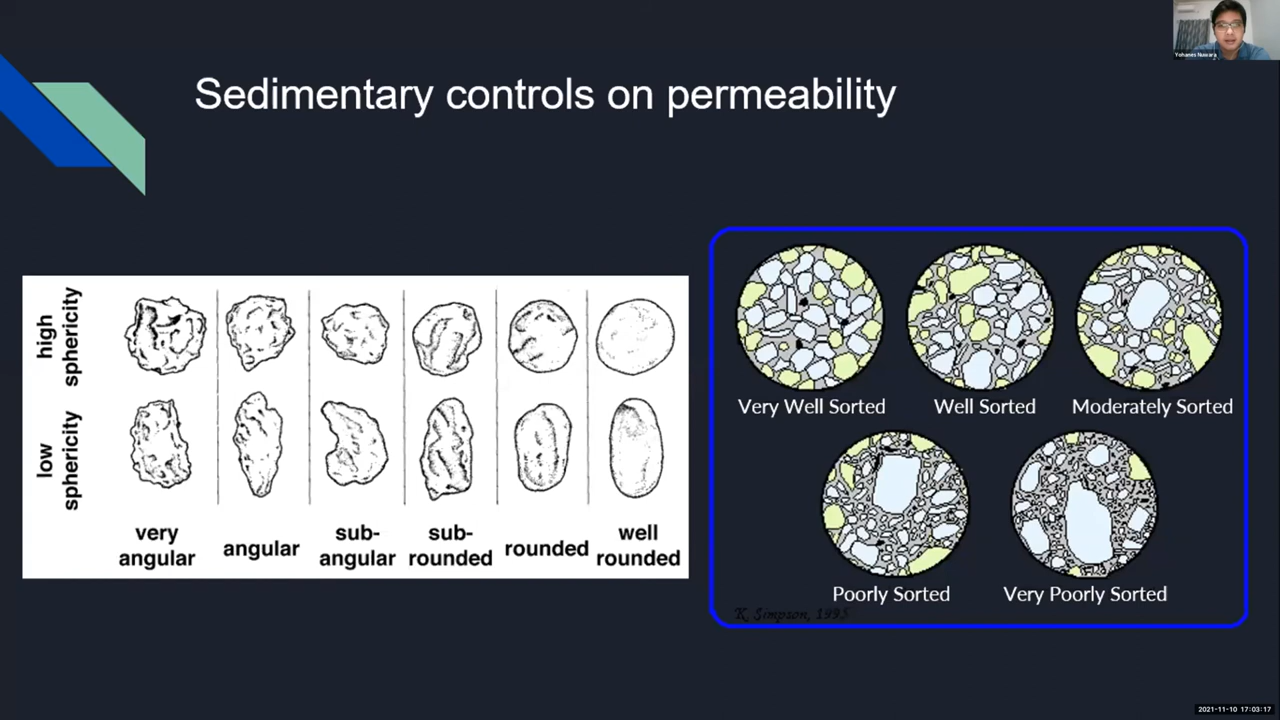 Yohanes Nuwara
Sedimentary controls on permeability
high
sphericity
low
sphericity
very
angular
angular
sub-
angular
sub-
rounded
rounded
well
rounded
Very Well Sorted
Well Sorted
Moderately Sorted
Poorly Sorted
Very Poorly Sorted
K Simpson, 1995
2021-11-10 17:03:17